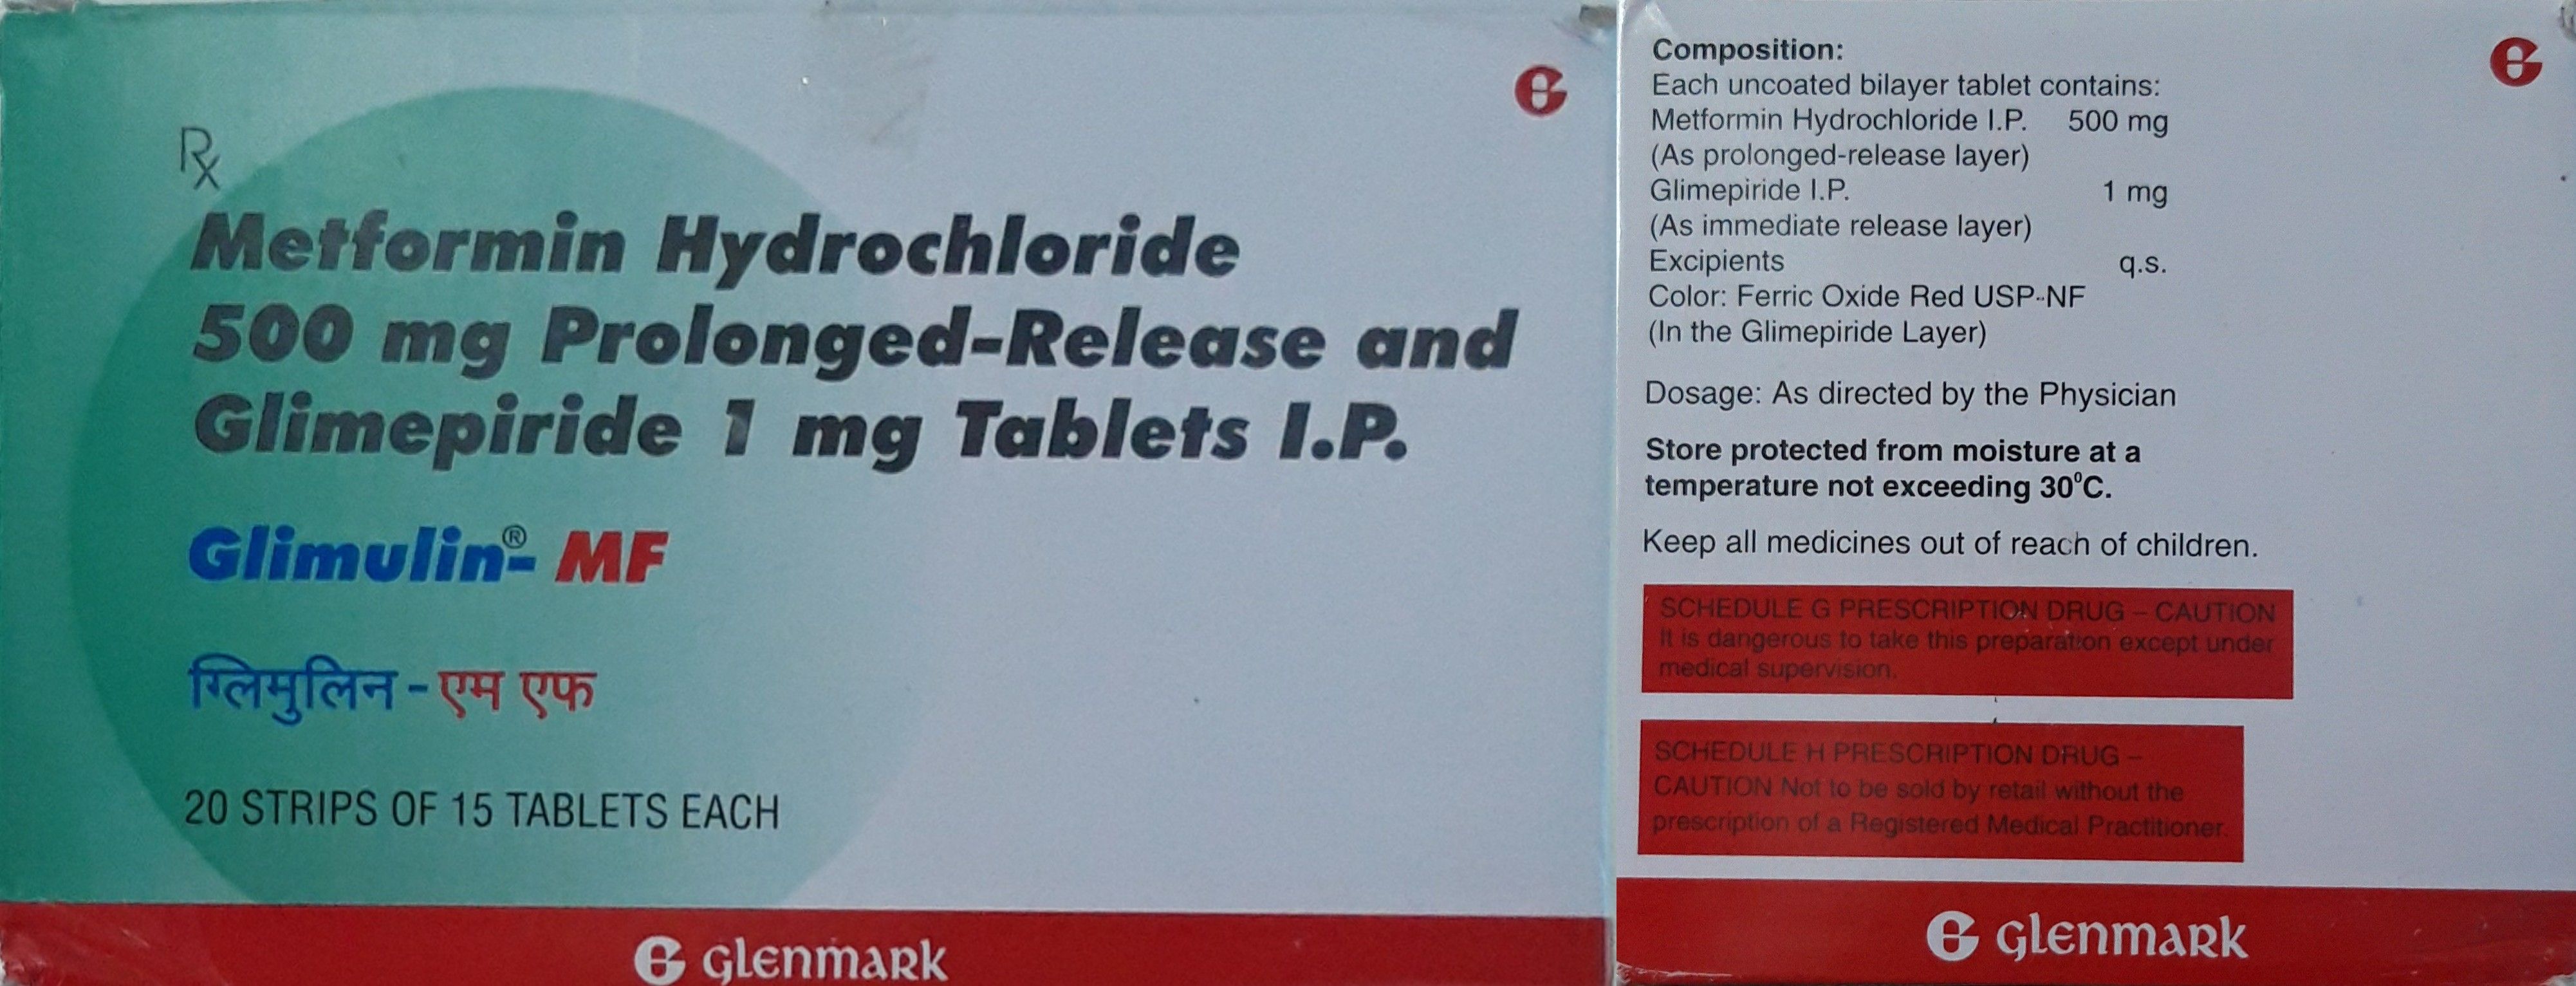 Rx
Metformin Hydrochloride
500 mg Prolonged-Release and
Glimepiride 1 mg Tablets I.P.
Glimulin®- MF
ग्लिमुलिन - एम एफ
20 STRIPS OF 15 TABLETS EACH
glenmark
Composition:
Each uncoated bilayer tablet contains:
Metformin Hydrochloride I.P. 500 mg
(As prolonged-release layer)
Glimepiride I.P. 1 mg
(As immediate release layer)
Excipients q.s.
Color: Ferric Oxide Red USP-NF
(In the Glimepiride Layer)
Dosage: As directed by the Physician
Store protected from moisture at a
temperature not exceeding 30⁰C.
Keep all medicines out of reach of children.
SCHEDULE G PRESCRIPTION DRUG – CAUTION
It is dangerous to take this preparation except under
medical supervision.
SCHEDULE H PRESCRIPTION DRUG –
CAUTION Not to be sold by retail without the
prescription of a Registered Medical Practitioner.
glenmark